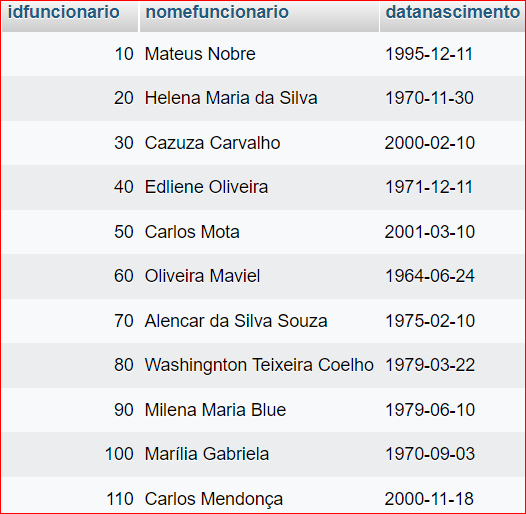 idfuncionario nomefuncionario datanascimento
10 Mateus Nobre 1995-12-11
20 Helena Maria da Silva 1970-11-30
30 Cazuza Carvalho 2000-02-10
40 Edliene Oliveira 1971-12-11
50 Carlos Mota 2001-03-10
60 Oliveira Maviel 1964-06-24
70 Alencar da Silva Souza 1975-02-10
80 Washingnton Teixeira Coelho 1979-03-22
90 Milena Maria Blue 1979-06-10
100 Marília Gabriela 1970-09-03
110 Carlos Mendonça 2000-11-18